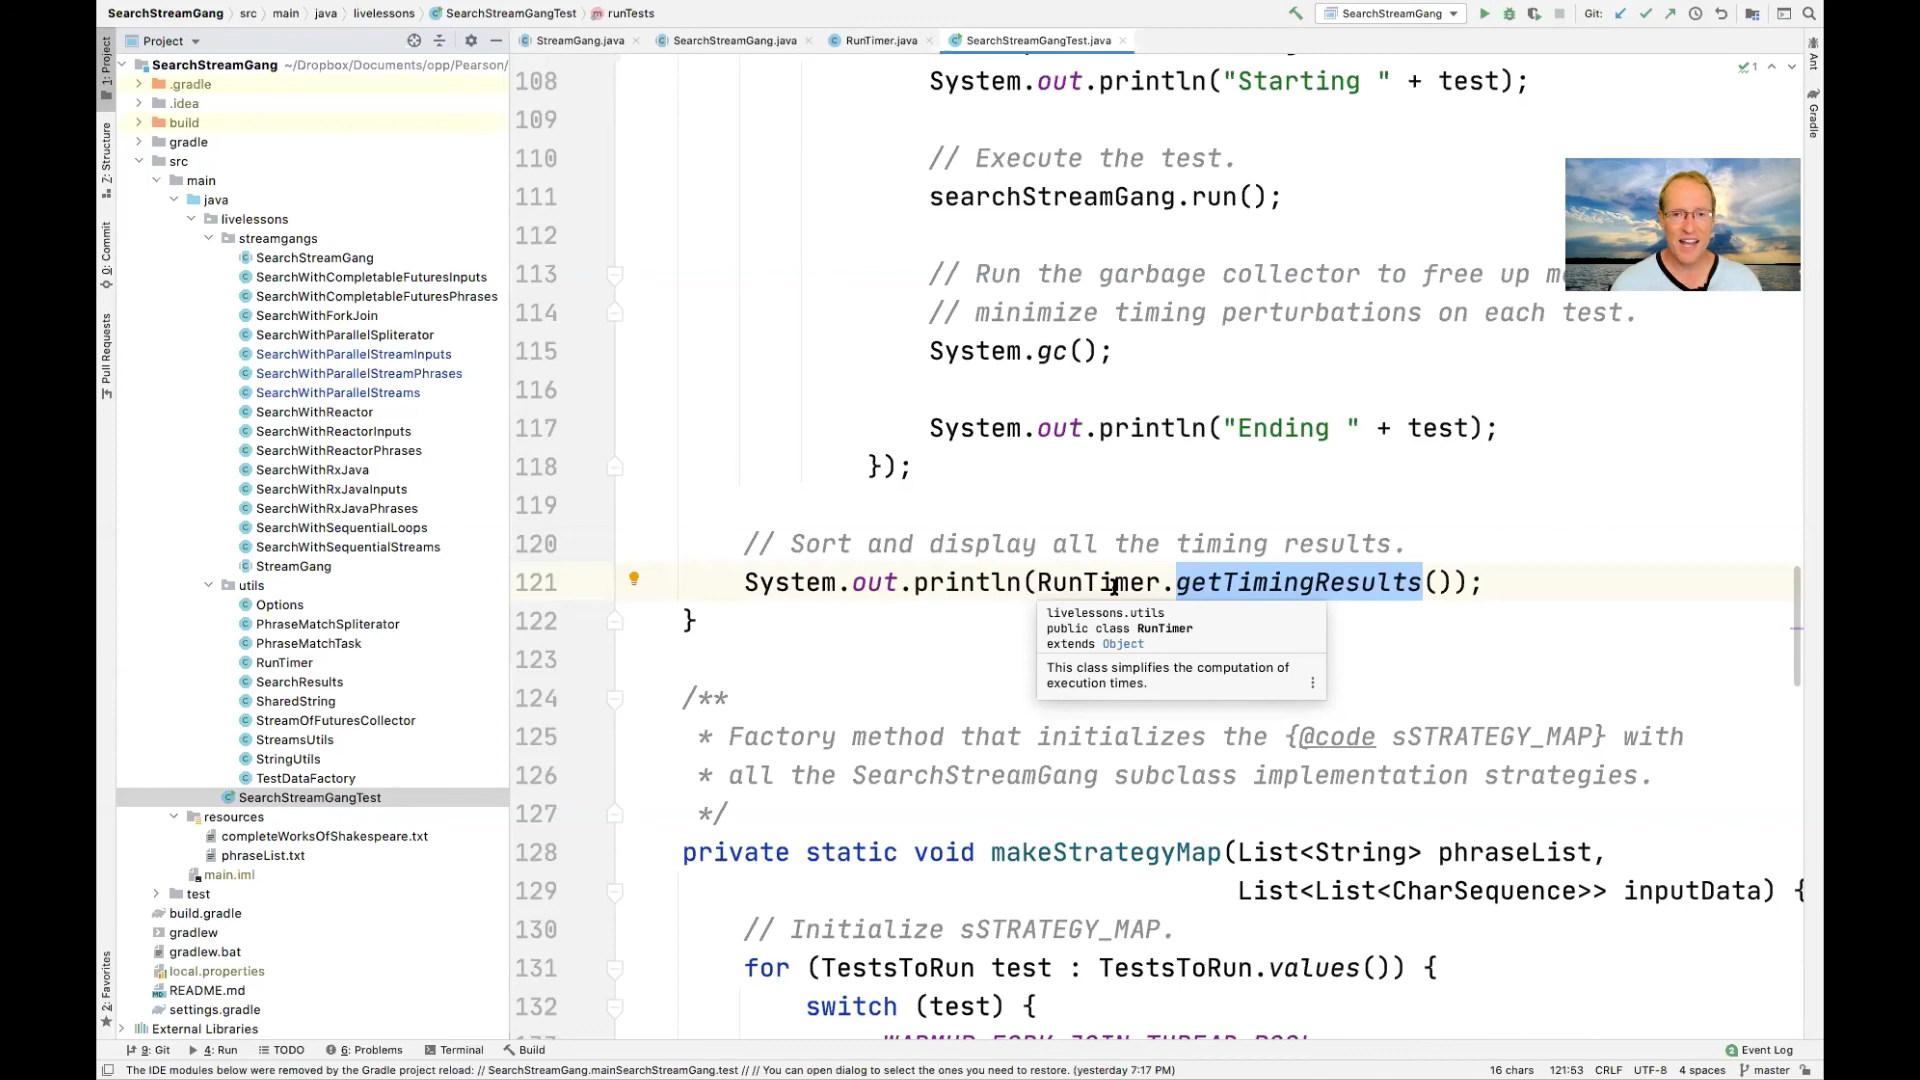 SearchStreamGang src main java livelessons SearchStreamGangTest runTests
SearchStreamGang Git:
Project
StreamGang.java SearchStreamGang.java RunTimer.java SearchStreamGangTest.java
1: Project
Z: Structure
0: Commit
Pull Requests
2: Favorites
Ant
Gradle
SearchStreamGang ~/Dropbox/Documents/opp/Pearson/
.gradle
.idea
build
gradle
src
main
java
livelessons
streamgangs
SearchStreamGang
SearchWithCompletableFuturesInputs
SearchWithCompletableFuturesPhrases
SearchWithForkJoin
SearchWithParallelSpliterator
SearchWithParallelStreamInputs
SearchWithParallelStreamPhrases
SearchWithParallelStreams
SearchWithReactor
SearchWithReactorInputs
SearchWithReactorPhrases
SearchWithRxJava
SearchWithRxJavaInputs
SearchWithRxJavaPhrases
SearchWithSequentialLoops
SearchWithSequentialStreams
StreamGang
utils
Options
PhraseMatchSpliterator
PhraseMatchTask
RunTimer
SearchResults
SharedString
StreamOfFuturesCollector
StreamsUtils
StringUtils
TestDataFactory
SearchStreamGangTest
resources
completeWorksOfShakespeare.txt
phraseList.txt
main.iml
test
build.gradle
gradlew
gradlew.bat
local.properties
README.md
settings.gradle
External Libraries
1
108 System.out.println("Starting " + test);
109
110 // Execute the test.
111 searchStreamGang.run();
112
113 // Run the garbage collector to free up
114 // minimize timing perturbations on each test.
115 System.gc();
116
117 System.out.println("Ending " + test);
118 });
119
120 // Sort and display all the timing results.
121 System.out.println(RunTimer.getTimingResults());
122 }
123
124 /**
125 * Factory method that initializes the {@code sSTRATEGY_MAP} with
126 * all the SearchStreamGang subclass implementation strategies.
127 */
128 private static void makeStrategyMap(List<String> phraseList,
129 List<List<CharSequence>> inputData) {
130 // Initialize sSTRATEGY_MAP.
131 for (TestsToRun test : TestsToRun.values()) {
132 switch (test) {
livelessons.utils
public class RunTimer
extends Object
This class simplifies the computation of
execution times.
9: Git 4: Run TODO 6: Problems Terminal Build 2 Event Log
The IDE modules below were removed by the Gradle project reload: // SearchStreamGang.mainSearchStreamGang.test // // You can open dialog to select the ones you need to restore. (yesterday 7:17 PM) 16 chars 121:53 CRLF UTF-8 4 spaces master